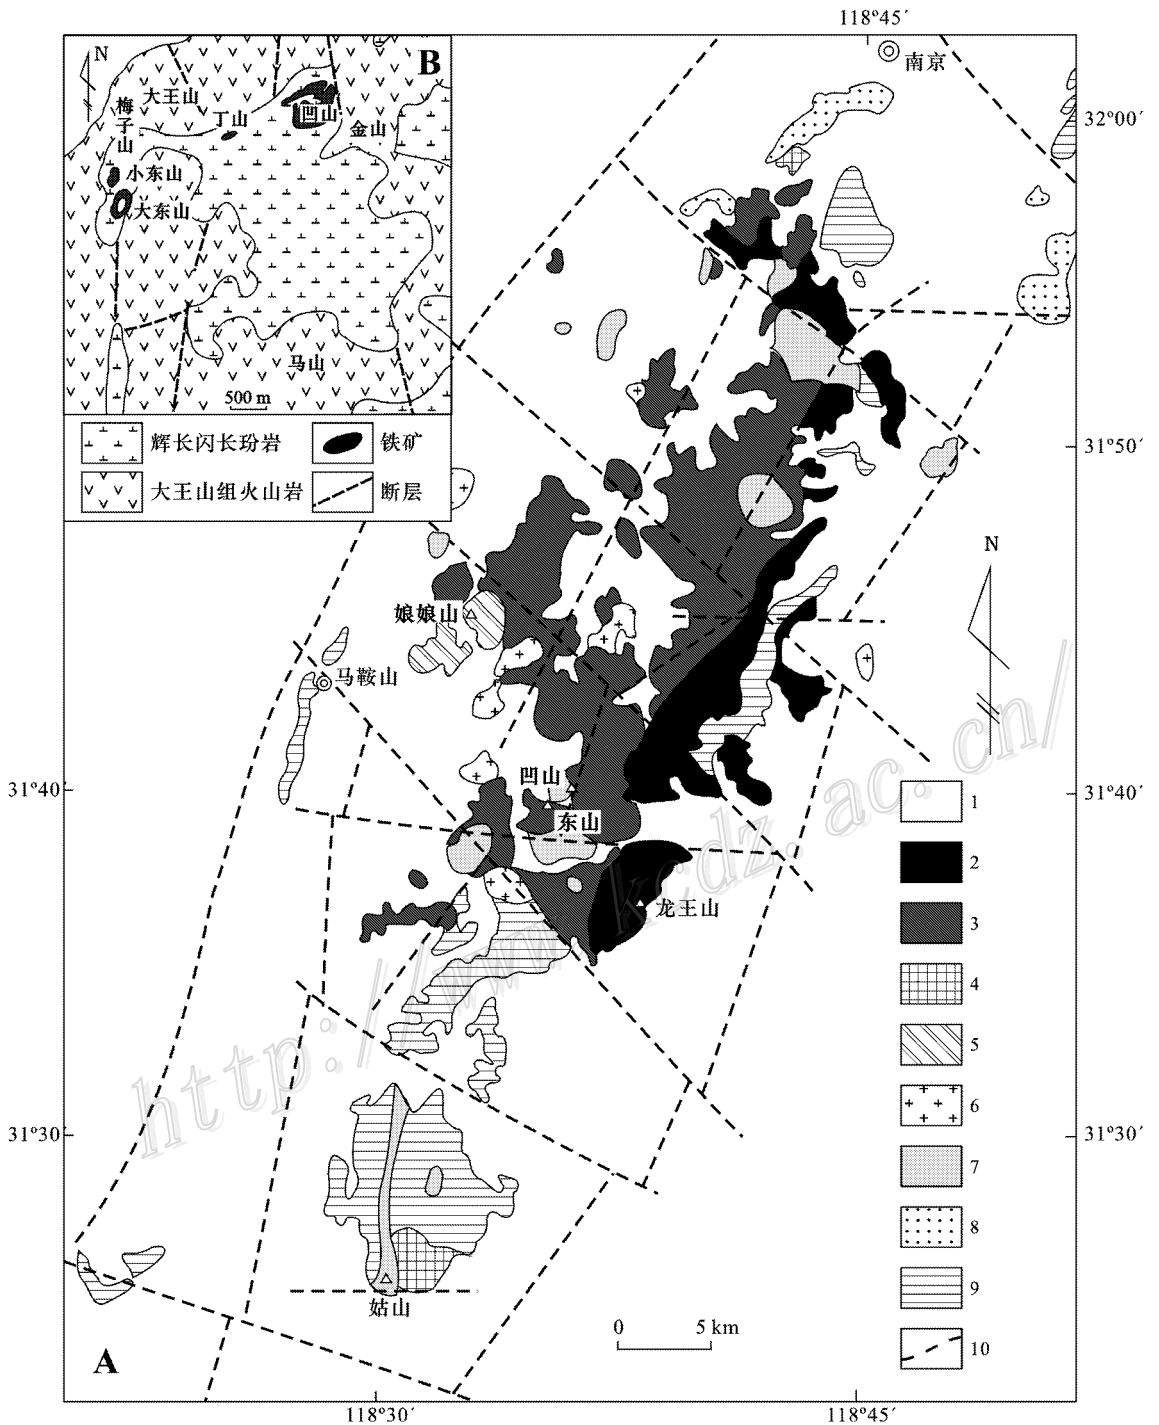 118°45′
南京
32°00′
N
B
大王山
梅子山
丁山
凹山
金山
小东山
大东山
马山
500 m
辉长闪长玢岩
铁矿
大王山组火山岩
断层
31°50′
N
娘娘山
马鞍山
31°40′
31°40′
凹山
东山
龙王山
1
2
3
4
5
6
7
8
9
10
http://www.kcdz.ac.cn/
31°30′
31°30′
姑山
0
5 km
A
118°30′
118°45′